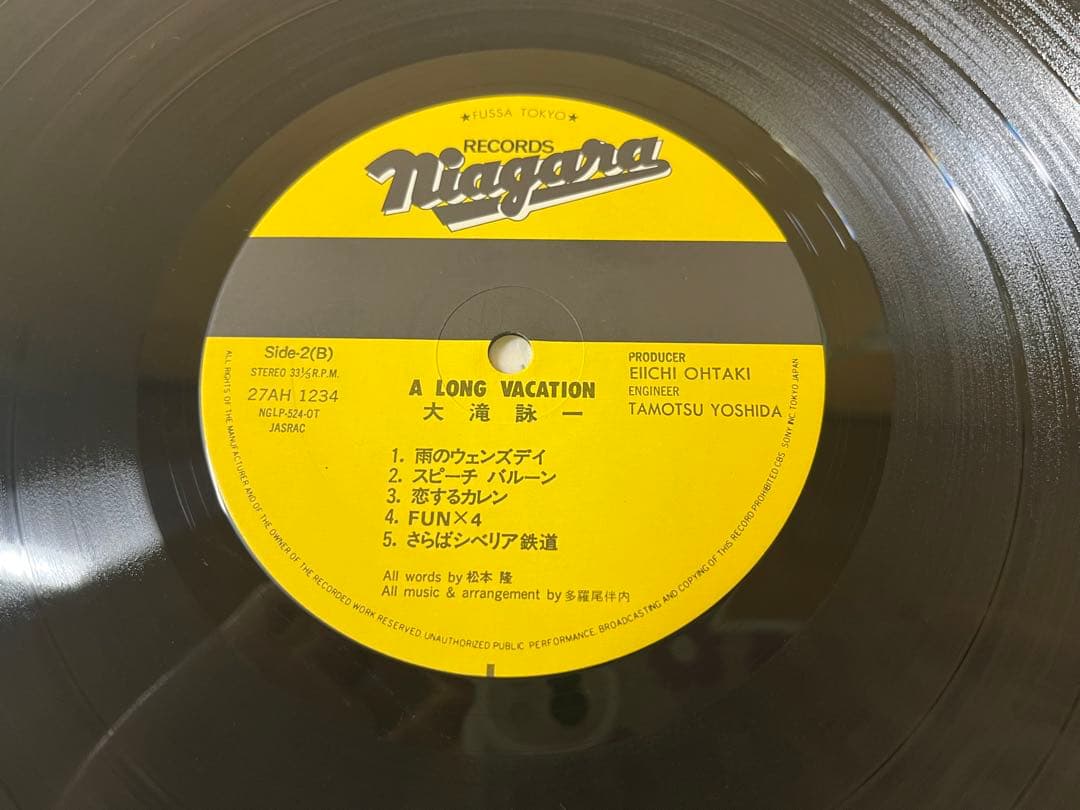 ★FUSSA TOKYO★
RECORDS
Niagara
Side-2(B)
STEREO 33⅓ R.P.M.
27AH 1234
NGLP-524-OT
JASRAC
PRODUCER
EIICHI OHTAKI
ENGINEER
TAMOTSU YOSHIDA
A LONG VACATION
大滝詠一
1. 雨のウェンズデイ
2. スピーチ バルーン
3. 恋するカレン
4. FUN×4
5. さらばシベリア鉄道
All words by 松本 隆
All music & arrangement by 多羅尾伴内
ALL RIGHTS OF THE MANUFACTURER AND OF THE OWNER OF THE RECORDED WORK RESERVED. UNAUTHORIZED PUBLIC PERFORMANCE. BROADCASTING AND COPYING OF THIS RECORD PROHIBITED CBS SONY INC. TOKYO JAPAN